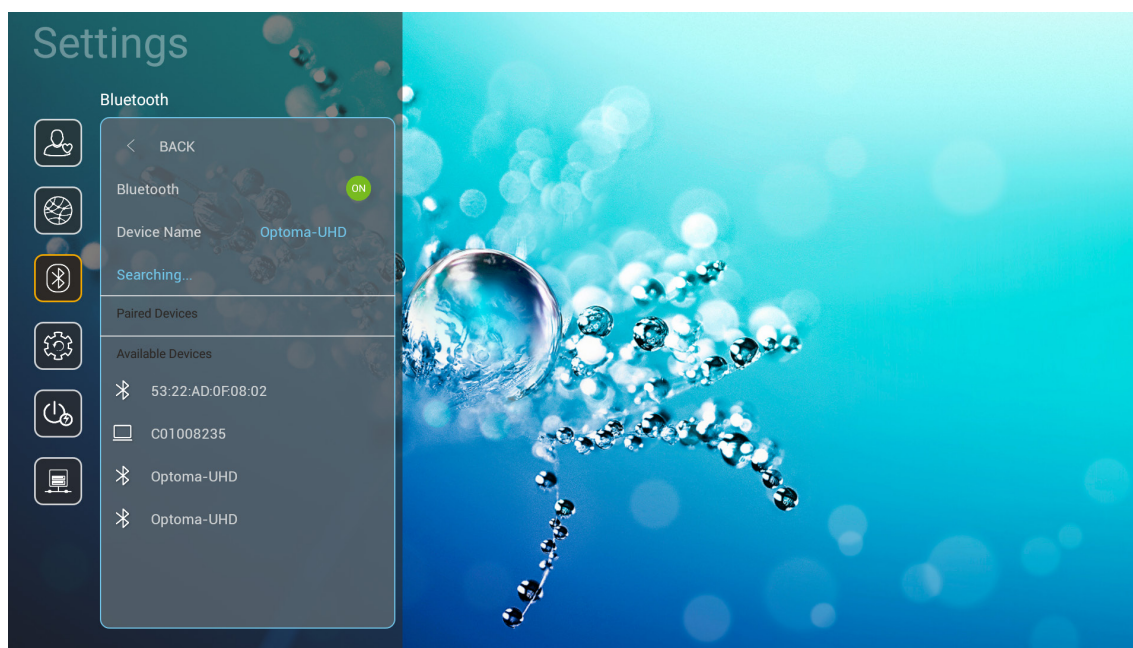 Settings
Bluetooth
BACK
Bluetooth ON
Device Name Optoma-UHD
Searching...
Paired Devices
Available Devices
53:22:AD:0F:08:02
C01008235
Optoma-UHD
Optoma-UHD